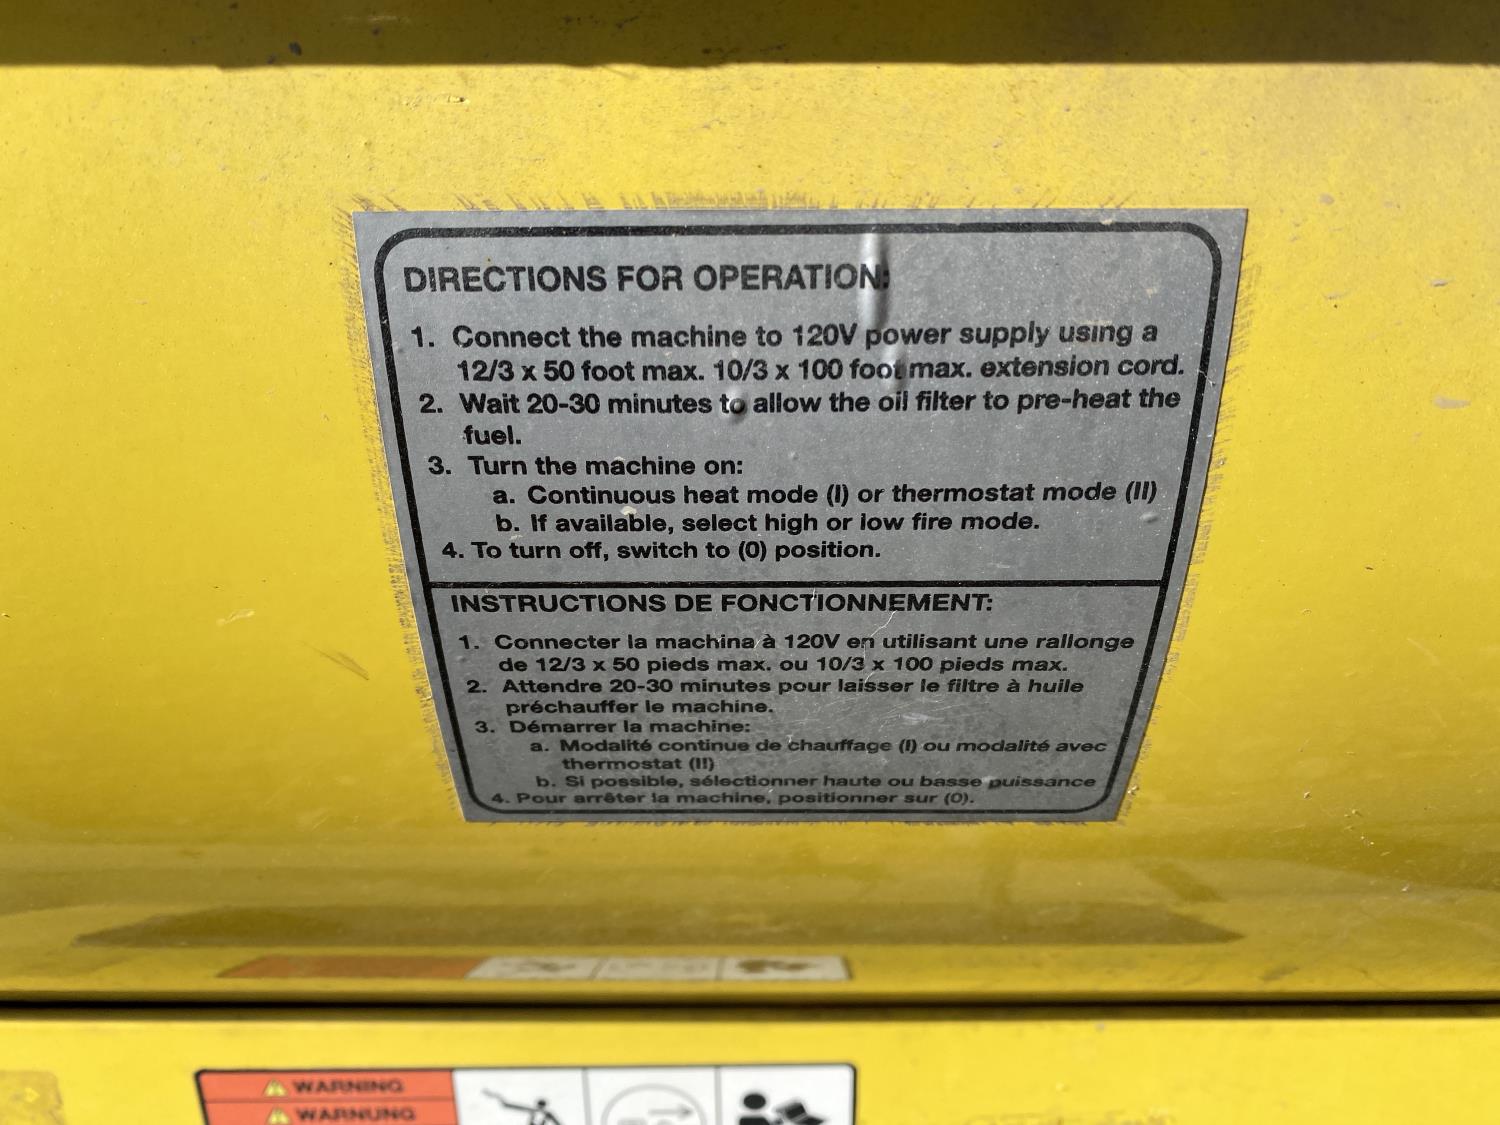 DIRECTIONS FOR OPERATION:
1. Connect the machine to 120V power supply using a
12/3 x 50 foot max. 10/3 x 100 foot max. extension cord.
2. Wait 20-30 minutes to allow the oil filter to pre-heat the
fuel.
3. Turn the machine on:
a. Continuous heat mode (I) or thermostat mode (II)
b. If available, select high or low fire mode.
4. To turn off, switch to (0) position.
INSTRUCTIONS DE FONCTIONNEMENT:
1. Connecter la machina à 120V en utilisant une rallonge
de 12/3 x 50 pieds max. ou 10/3 x 100 pieds max.
2. Attendre 20-30 minutes pour laisser le filtre à huile
préchauffer le machine.
3. Démarrer la machine:
a. Modalité continue de chauffage (I) ou modalité avec
thermostat (II)
b. Si possible, sélectionner haute ou basse puissance
4. Pour arrêter la machine, positionner sur (0).
WARNING
WARNUNG